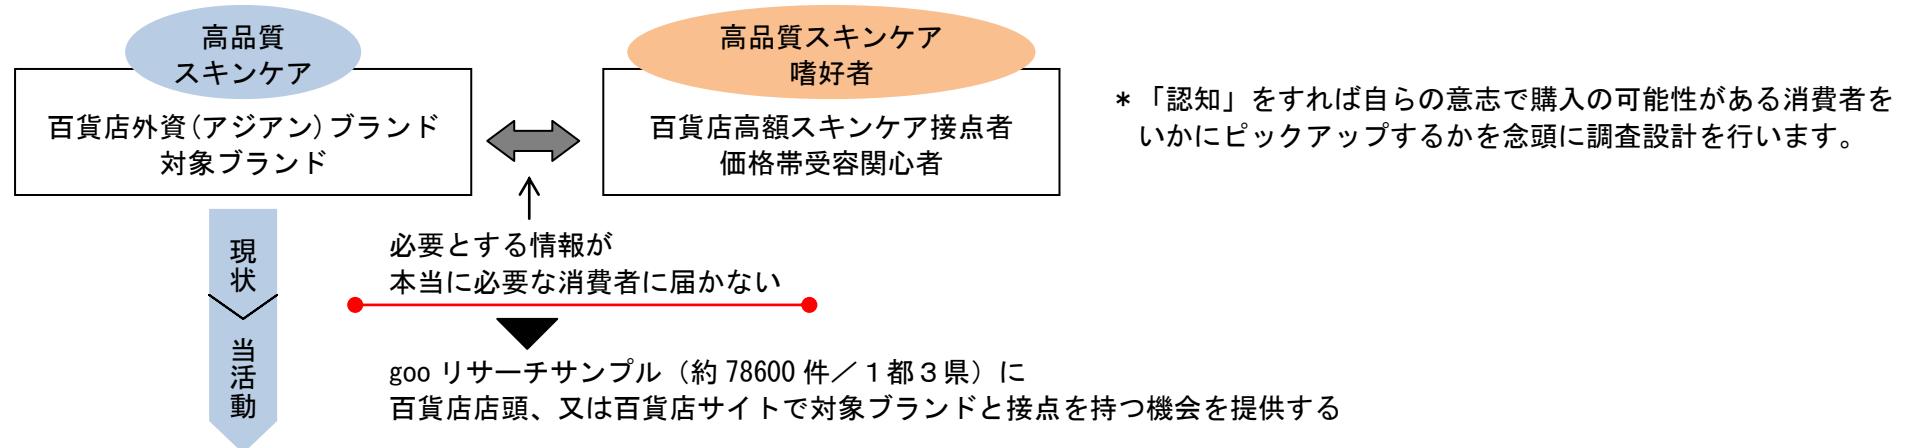 高品質
スキンケア
百貨店外資(アジアン)ブランド
対象ブランド
高品質スキンケア
嗜好者
百貨店高額スキンケア接点者
価格帯受容関心者
*「認知」をすれば自らの意志で購入の可能性がある消費者を
いかにピックアップするかを念頭に調査設計を行います。
現状
必要とする情報が
本当に必要な消費者に届かない
当活動
goo リサーチサンプル（約 78600 件／１都３県）に
百貨店店頭、又は百貨店サイトで対象ブランドと接点を持つ機会を提供する